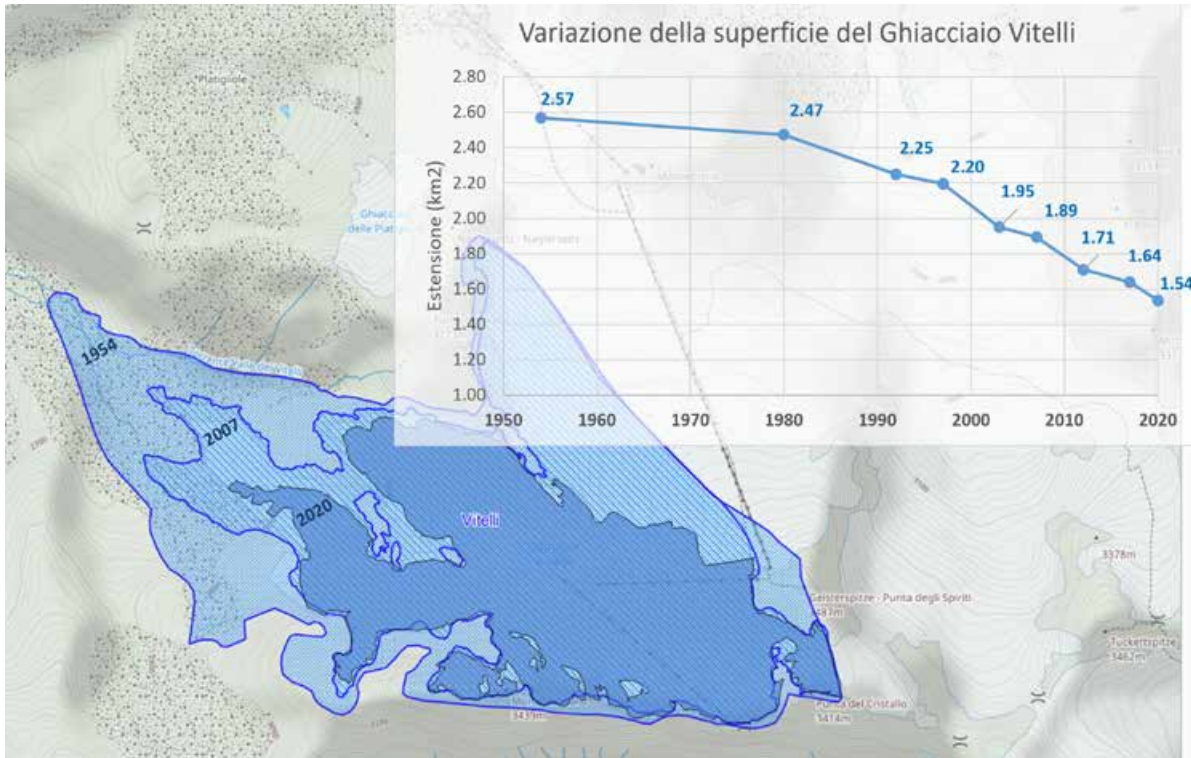 Variazione della superficie del Ghiacciaio Vitelli
Estensione (km2)
2.80
2.60
2.40
2.20
2.00
1.80
1.60
1.40
1.20
1.00
2.57
2.47
2.25
2.20
1.95
1.89
1.71
1.64
1.54
1950
1960
1970
1980
1990
2000
2010
2020
Platigliole
1954
2007
2020
Vitelli
Geisterspitze - Punta degli Spiriti
3378m
Tuckettspitze
3462m
3439m
Punta del Cristallo
3414m